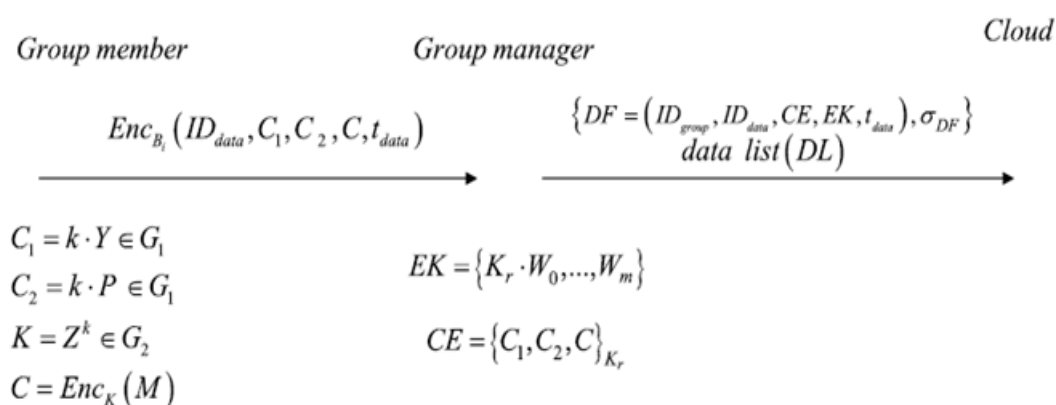 Group member
Group manager
Cloud
Enc_{B_i}(ID_{data}, C_1, C_2, C, t_{data})
{DF = (ID_{group}, ID_{data}, CE, EK, t_{data}), σ_{DF}}
data list(DL)
C_1 = k · Y ∈ G_1
C_2 = k · P ∈ G_1
K = Z^k ∈ G_2
C = Enc_K(M)
EK = {K_r · W_0, ..., W_m}
CE = {C_1, C_2, C}_{K_r}